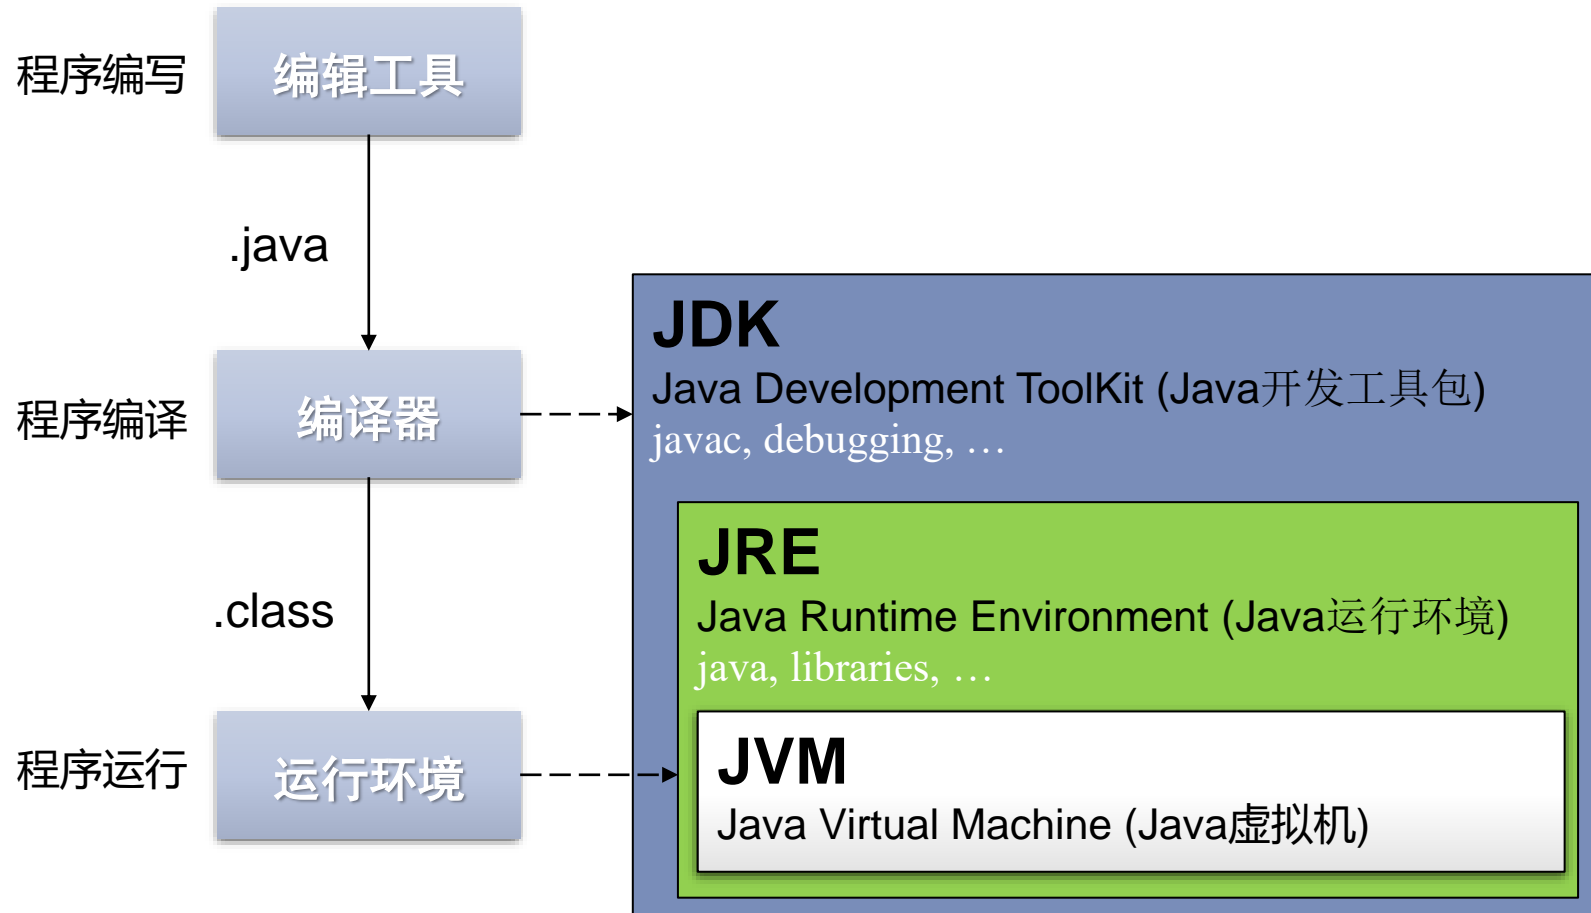 程序编写
编辑工具
.java
程序编译
编译器
.class
程序运行
运行环境
JDK
Java Development ToolKit (Java开发工具包)
javac, debugging, …
JRE
Java Runtime Environment (Java运行环境)
java, libraries, …
JVM
Java Virtual Machine (Java虚拟机)